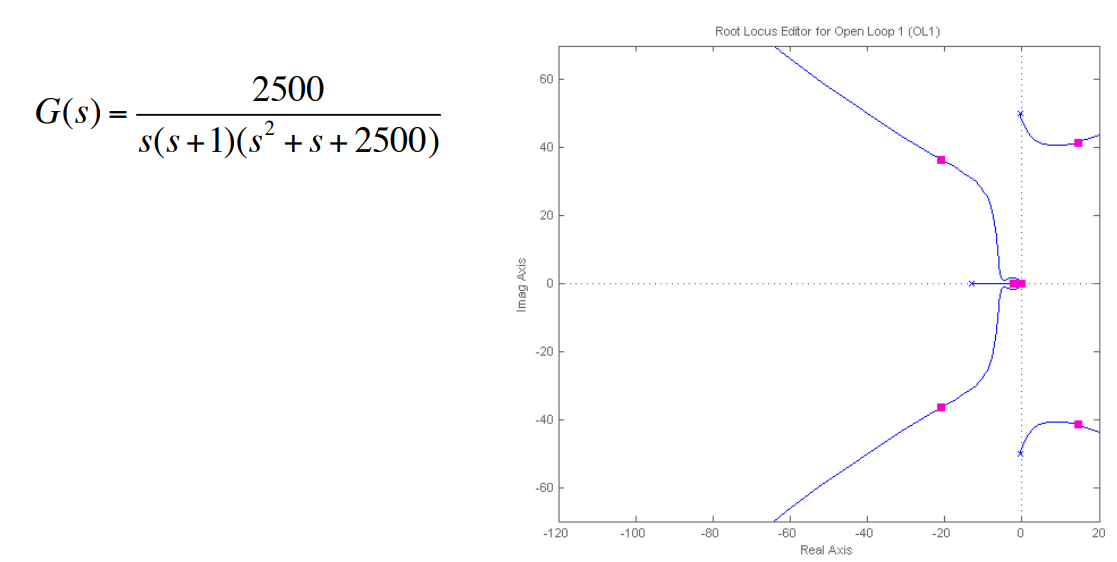 G(s) = 2500 / s(s+1)(s² + s + 2500)
Root Locus Editor for Open Loop 1 (OL1)
60
40
20
0
-20
-40
-60
Imag Axis
-120 -100 -80 -60 -40 -20 0 20
Real Axis